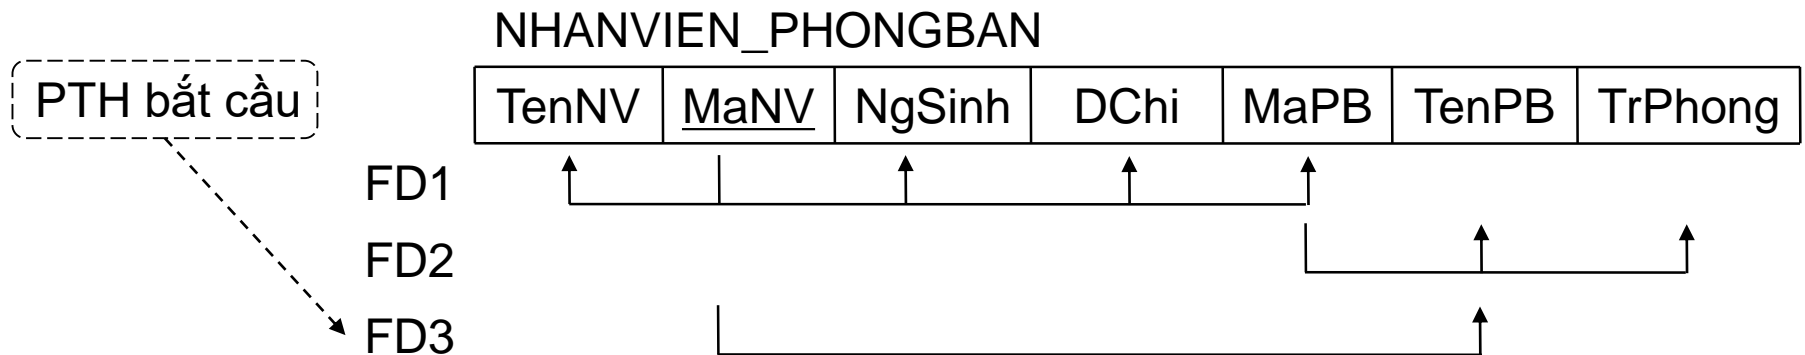 NHANVIEN_PHONGBAN
PTH bắt cầu
TenNV MaNV NgSinh DChi MaPB TenPB TrPhong
FD1
FD2
FD3